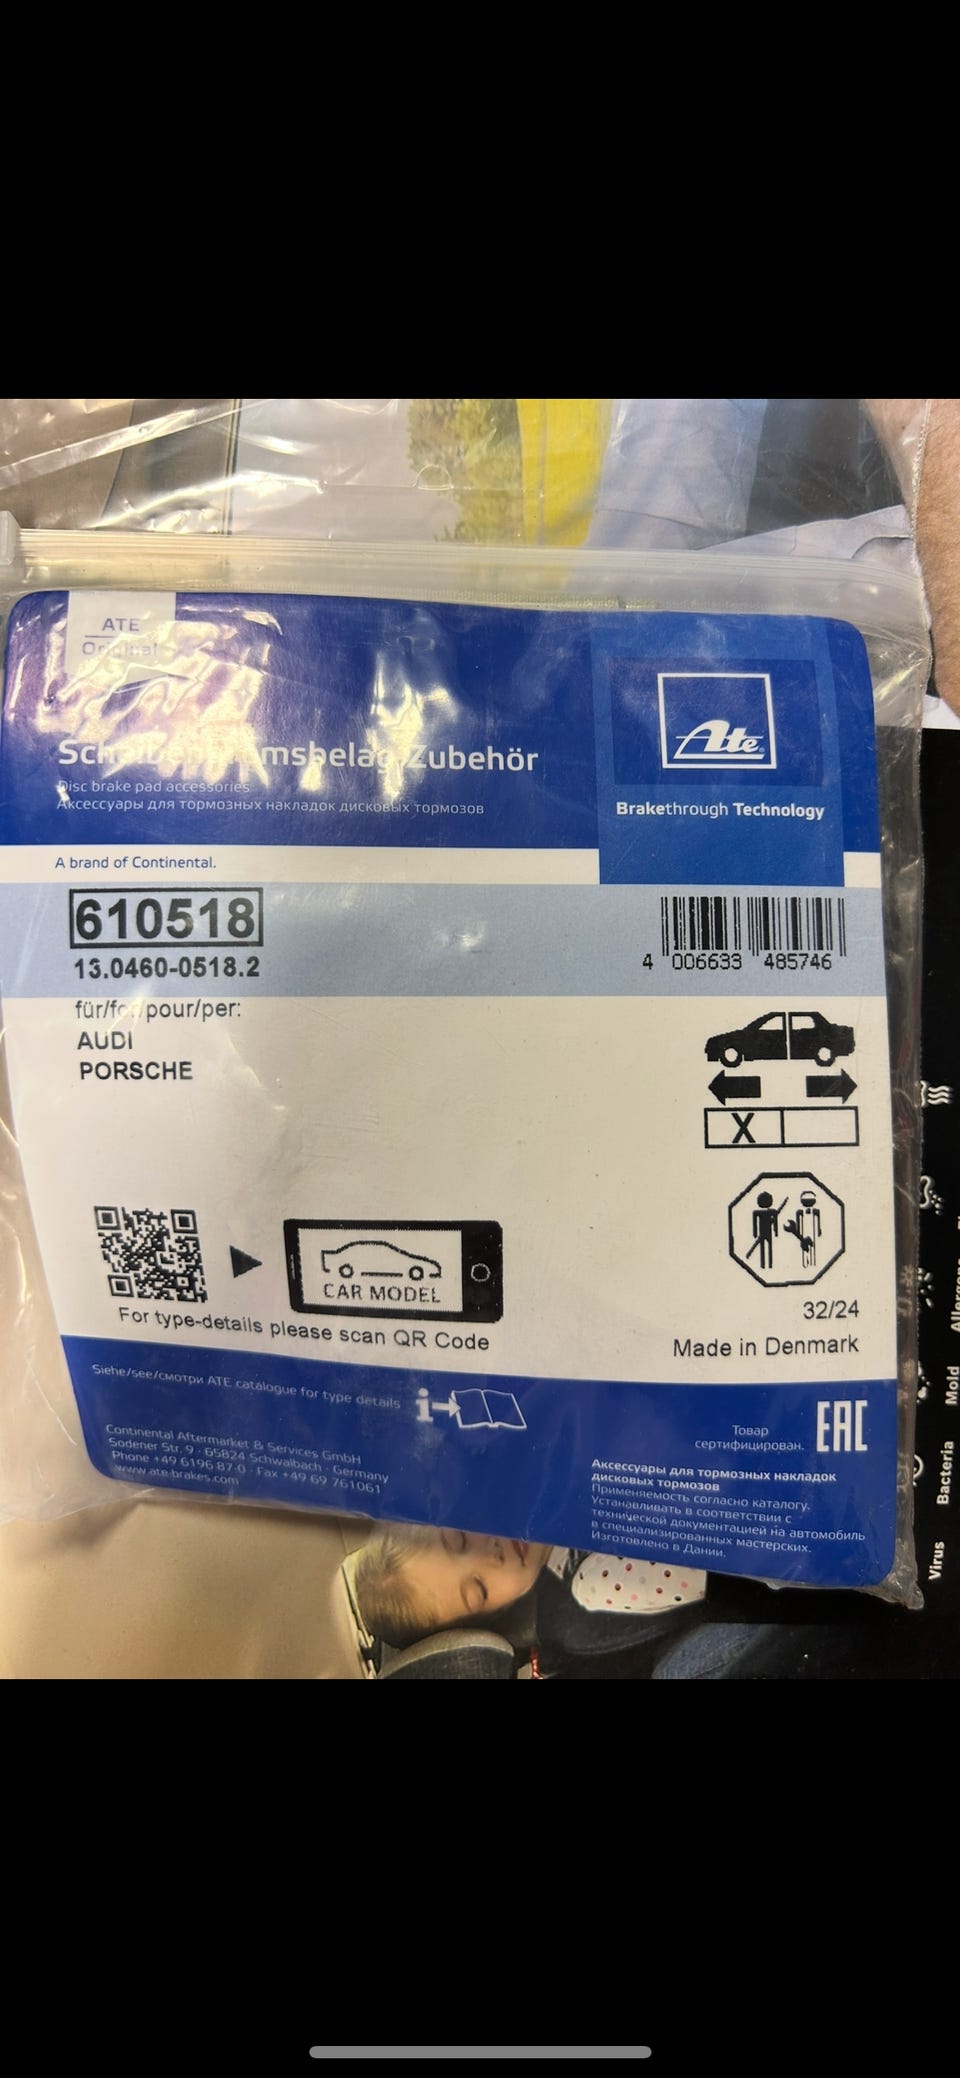 ATE
Original
Scheibenbremsbelag-Zubehör
Disc brake pad accessories
Аксессуары для тормозных накладок дисковых тормозов
Ate
Brakethrough Technology
A brand of Continental.
610518
13.0460-0518.2
4 006633 485746
für/for/pour/per:
AUDI
PORSCHE
X
CAR MODEL
For type-details please scan QR Code
32/24
Made in Denmark
Siehe/see/смотри ATE catalogue for type details
i
Continental Aftermarket & Services GmbH
Sodener Str. 9 · 65824 Schwalbach · Germany
Phone +49 6196 87-0 · Fax +49 69 761061
www.ate-brakes.com
Товар
сертифицирован.
EAC
Аксессуары для тормозных накладок
дисковых тормозов
Применяемость согласно каталогу.
Устанавливать в соответствии с
технической документацией на автомобиль
в специализированных мастерских.
Изготовлено в Дании.
Virus
Bacteria
Mold